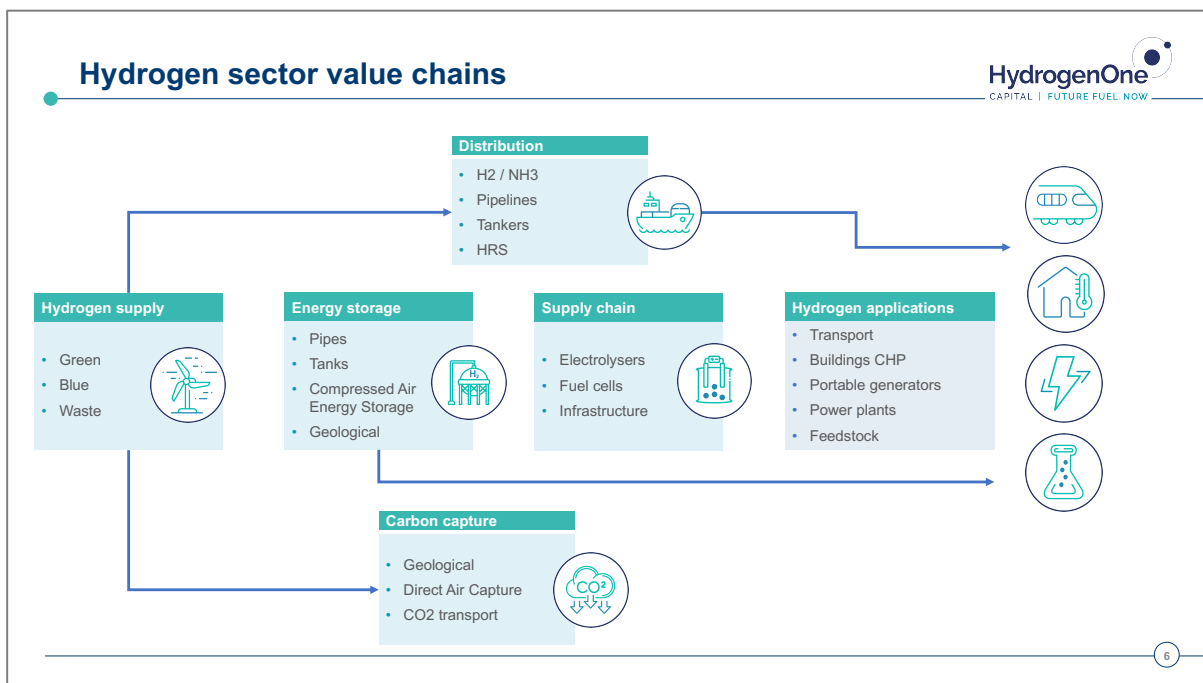 Hydrogen sector value chains
HydrogenOne
CAPITAL | FUTURE FUEL NOW
Distribution
• H2 / NH3
• Pipelines
• Tankers
• HRS
Hydrogen supply
• Green
• Blue
• Waste
Energy storage
• Pipes
• Tanks
• Compressed Air
Energy Storage
• Geological
H2
Supply chain
• Electrolysers
• Fuel cells
• Infrastructure
Hydrogen applications
• Transport
• Buildings CHP
• Portable generators
• Power plants
• Feedstock
Carbon capture
• Geological
• Direct Air Capture
• CO2 transport
CO²
6